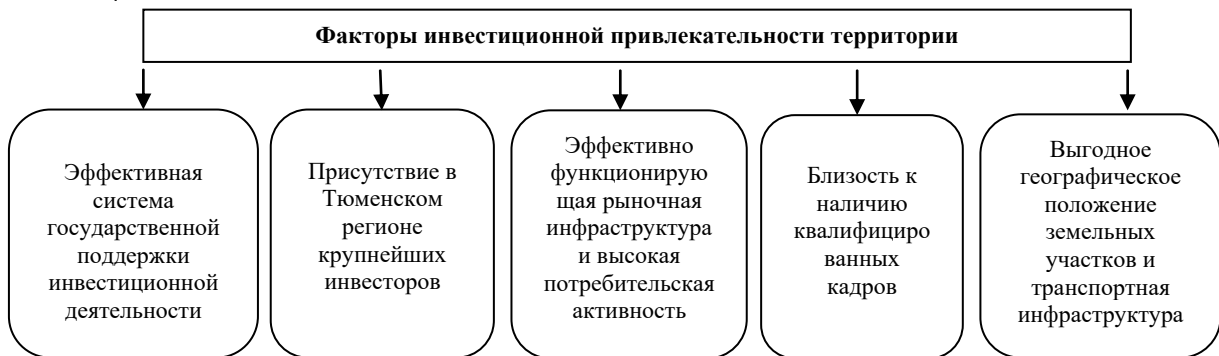 Факторы инвестиционной привлекательности территории
Эффективная
система
государственной
поддержки
инвестиционной
деятельности
Присутствие в
Тюменском
регионе
крупнейших
инвесторов
Эффективно
функционирую
щая рыночная
инфраструктура
и высокая
потребительская
активность
Близость к
наличию
квалифициро
ванных
кадров
Выгодное
географическое
положение
земельных
участков и
транспортная
инфраструктура